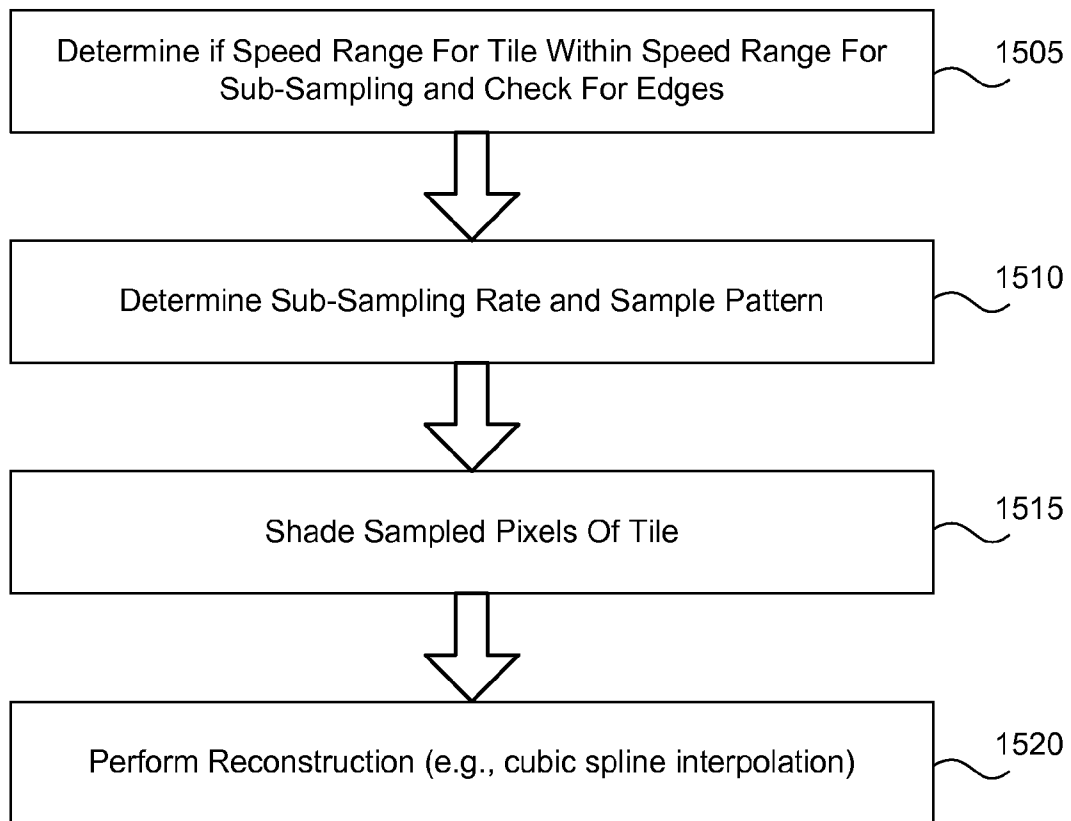 Determine if Speed Range For Tile Within Speed Range For
Sub-Sampling and Check For Edges
1505
Determine Sub-Sampling Rate and Sample Pattern
1510
Shade Sampled Pixels Of Tile
1515
Perform Reconstruction (e.g., cubic spline interpolation)
1520